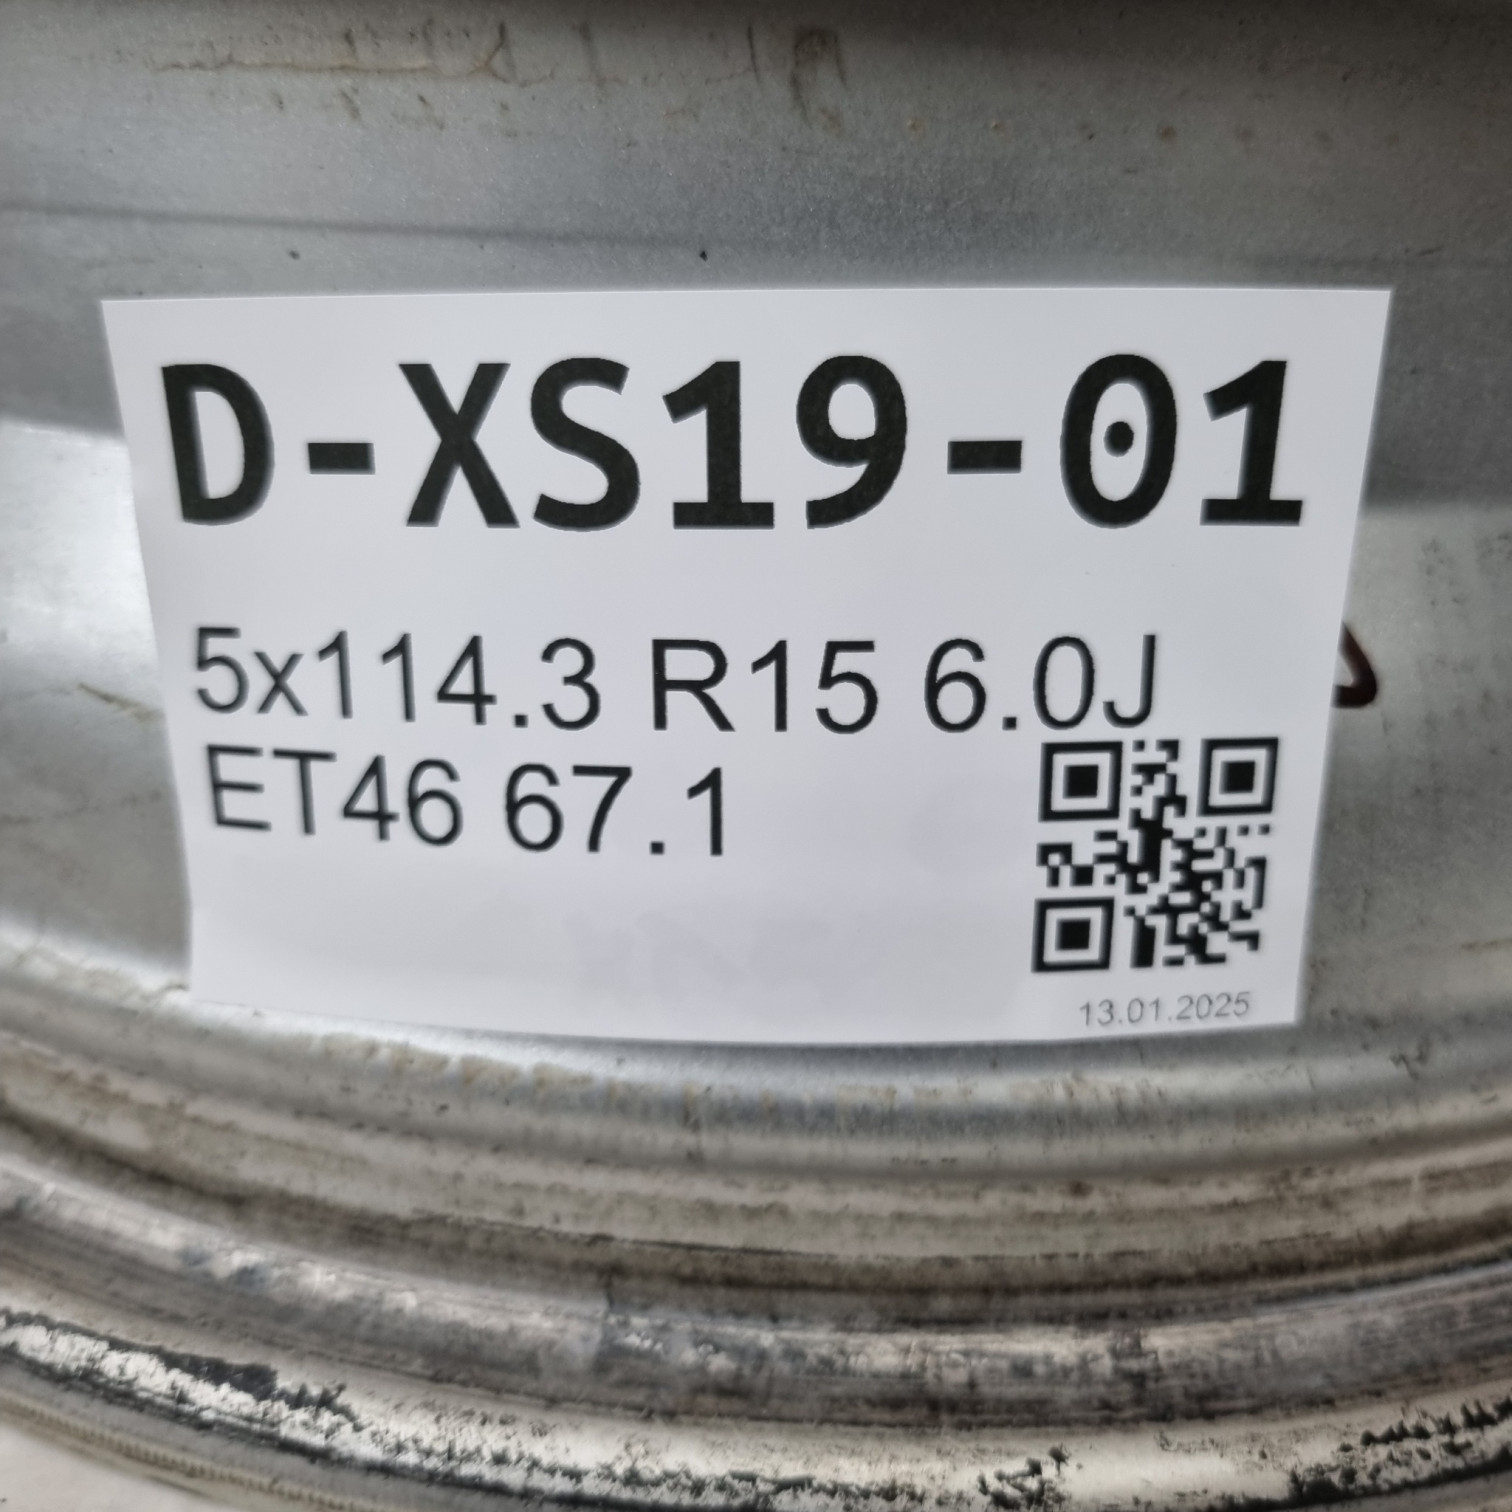 D-XS19-01
5x114.3 R15 6.0J
ET46 67.1
13.01.2025